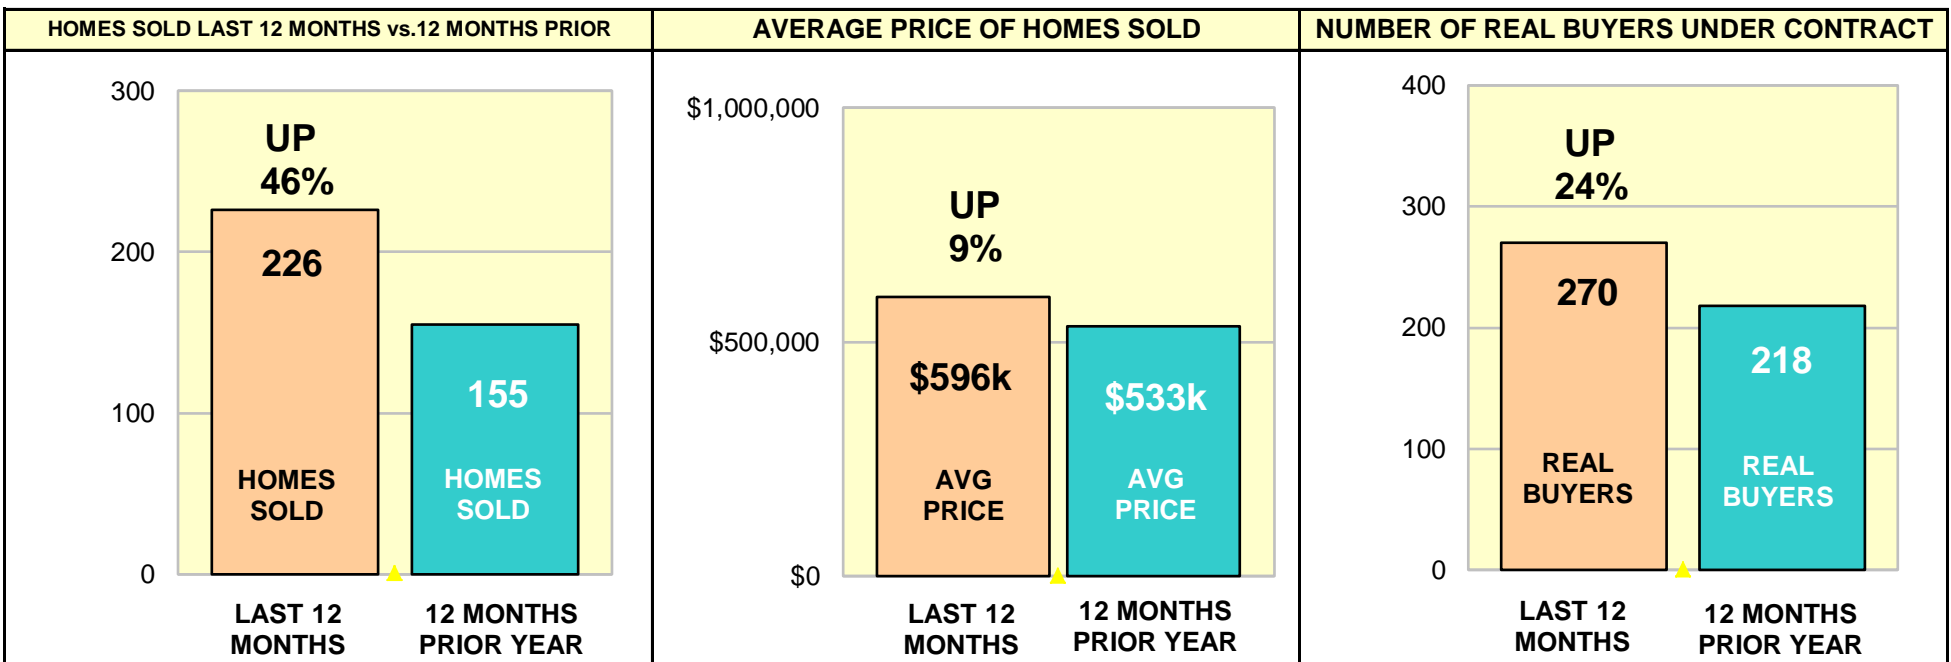 HOMES SOLD LAST 12 MONTHS vs.12 MONTHS PRIOR
300
200
100
0
UP
46%
226
HOMES
SOLD
155
HOMES
SOLD
LAST 12
MONTHS
12 MONTHS
PRIOR YEAR
AVERAGE PRICE OF HOMES SOLD
$1,000,000
$500,000
$0
UP
9%
$596k
AVG
PRICE
$533k
AVG
PRICE
LAST 12
MONTHS
12 MONTHS
PRIOR YEAR
NUMBER OF REAL BUYERS UNDER CONTRACT
400
300
200
100
0
UP
24%
270
REAL
BUYERS
218
REAL
BUYERS
LAST 12
MONTHS
12 MONTHS
PRIOR YEAR